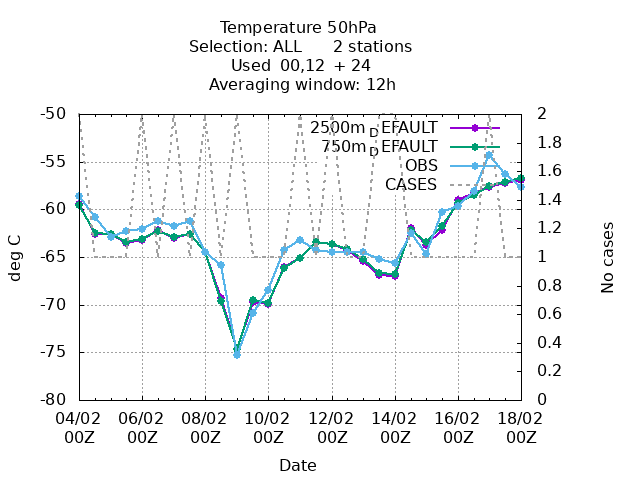 Temperature 50hPa
Selection: ALL 2 stations
Used 00,12 + 24
Averaging window: 12h
2500m_DEFAULT
750m_DEFAULT
OBS
CASES
-50
-55
-60
-65
-70
-75
-80
2
1.8
1.6
1.4
1.2
1
0.8
0.6
0.4
0.2
0
deg C
No cases
04/02 06/02 08/02 10/02 12/02 14/02 16/02 18/02
00Z 00Z 00Z 00Z 00Z 00Z 00Z 00Z
Date